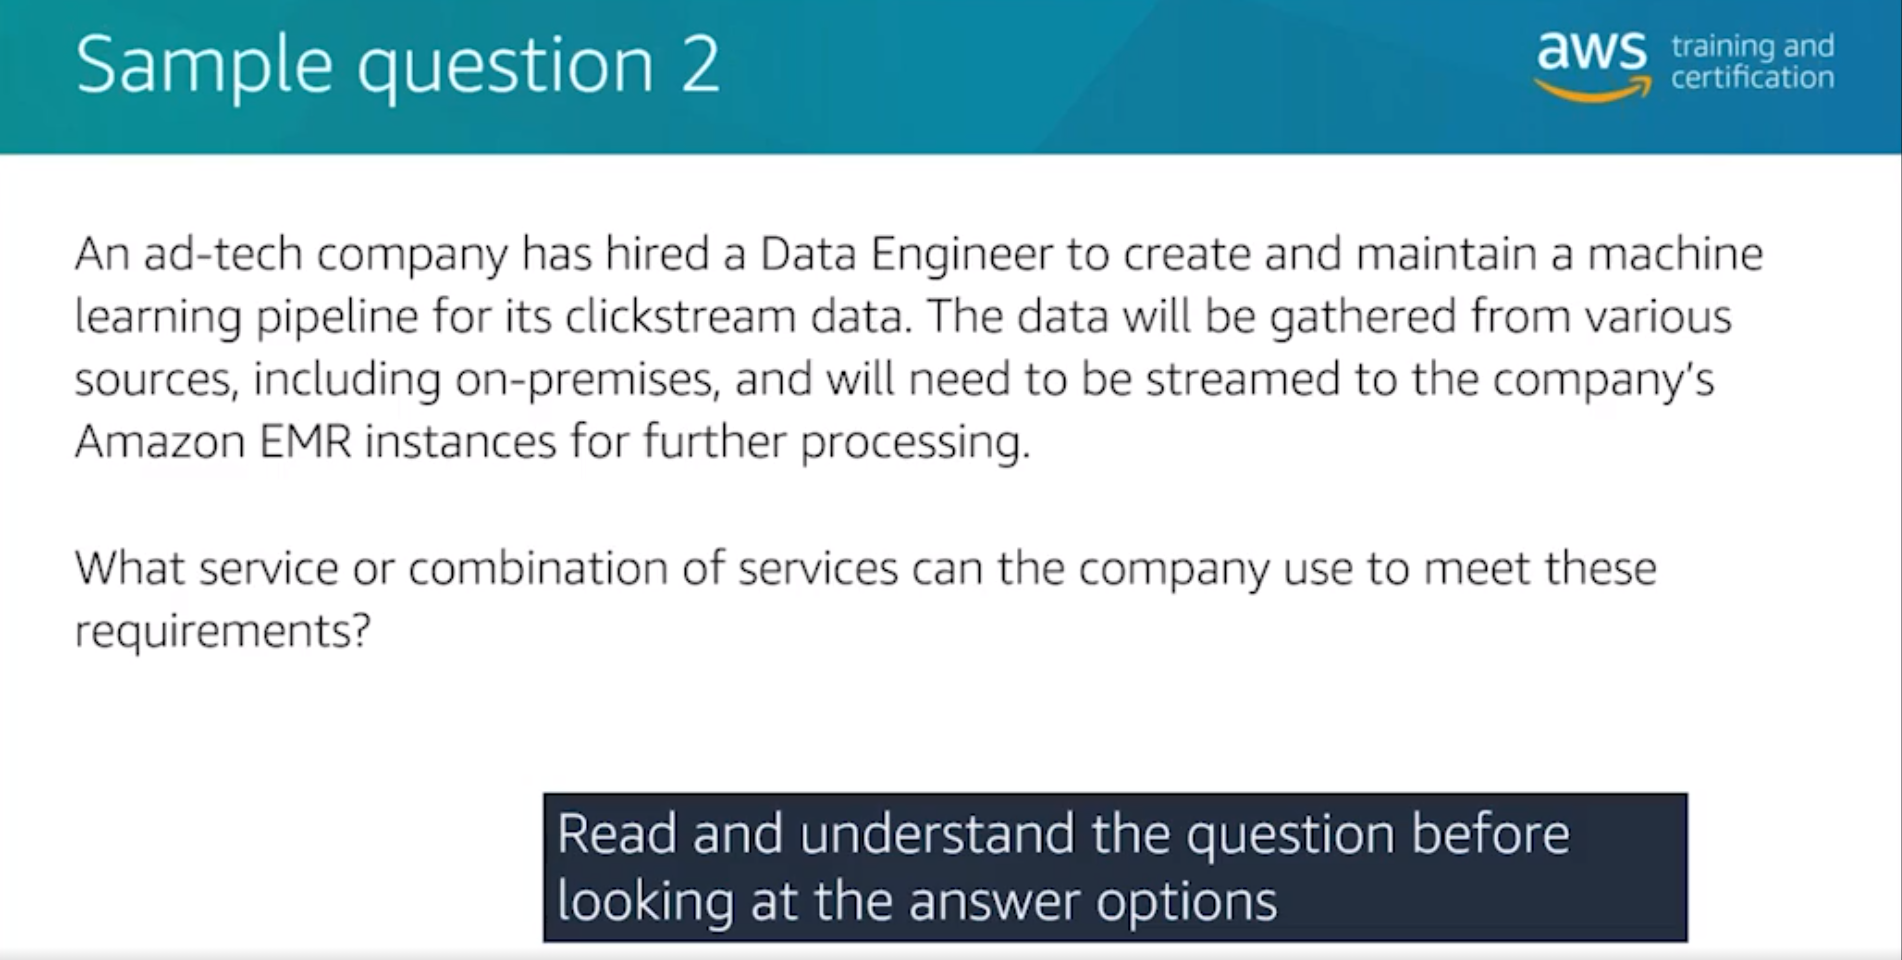 Sample question 2
aws
training and
certification
An ad-tech company has hired a Data Engineer to create and maintain a machine
learning pipeline for its clickstream data. The data will be gathered from various
sources, including on-premises, and will need to be streamed to the company's
Amazon EMR instances for further processing.
What service or combination of services can the company use to meet these
requirements?
Read and understand the question before
looking at the answer options